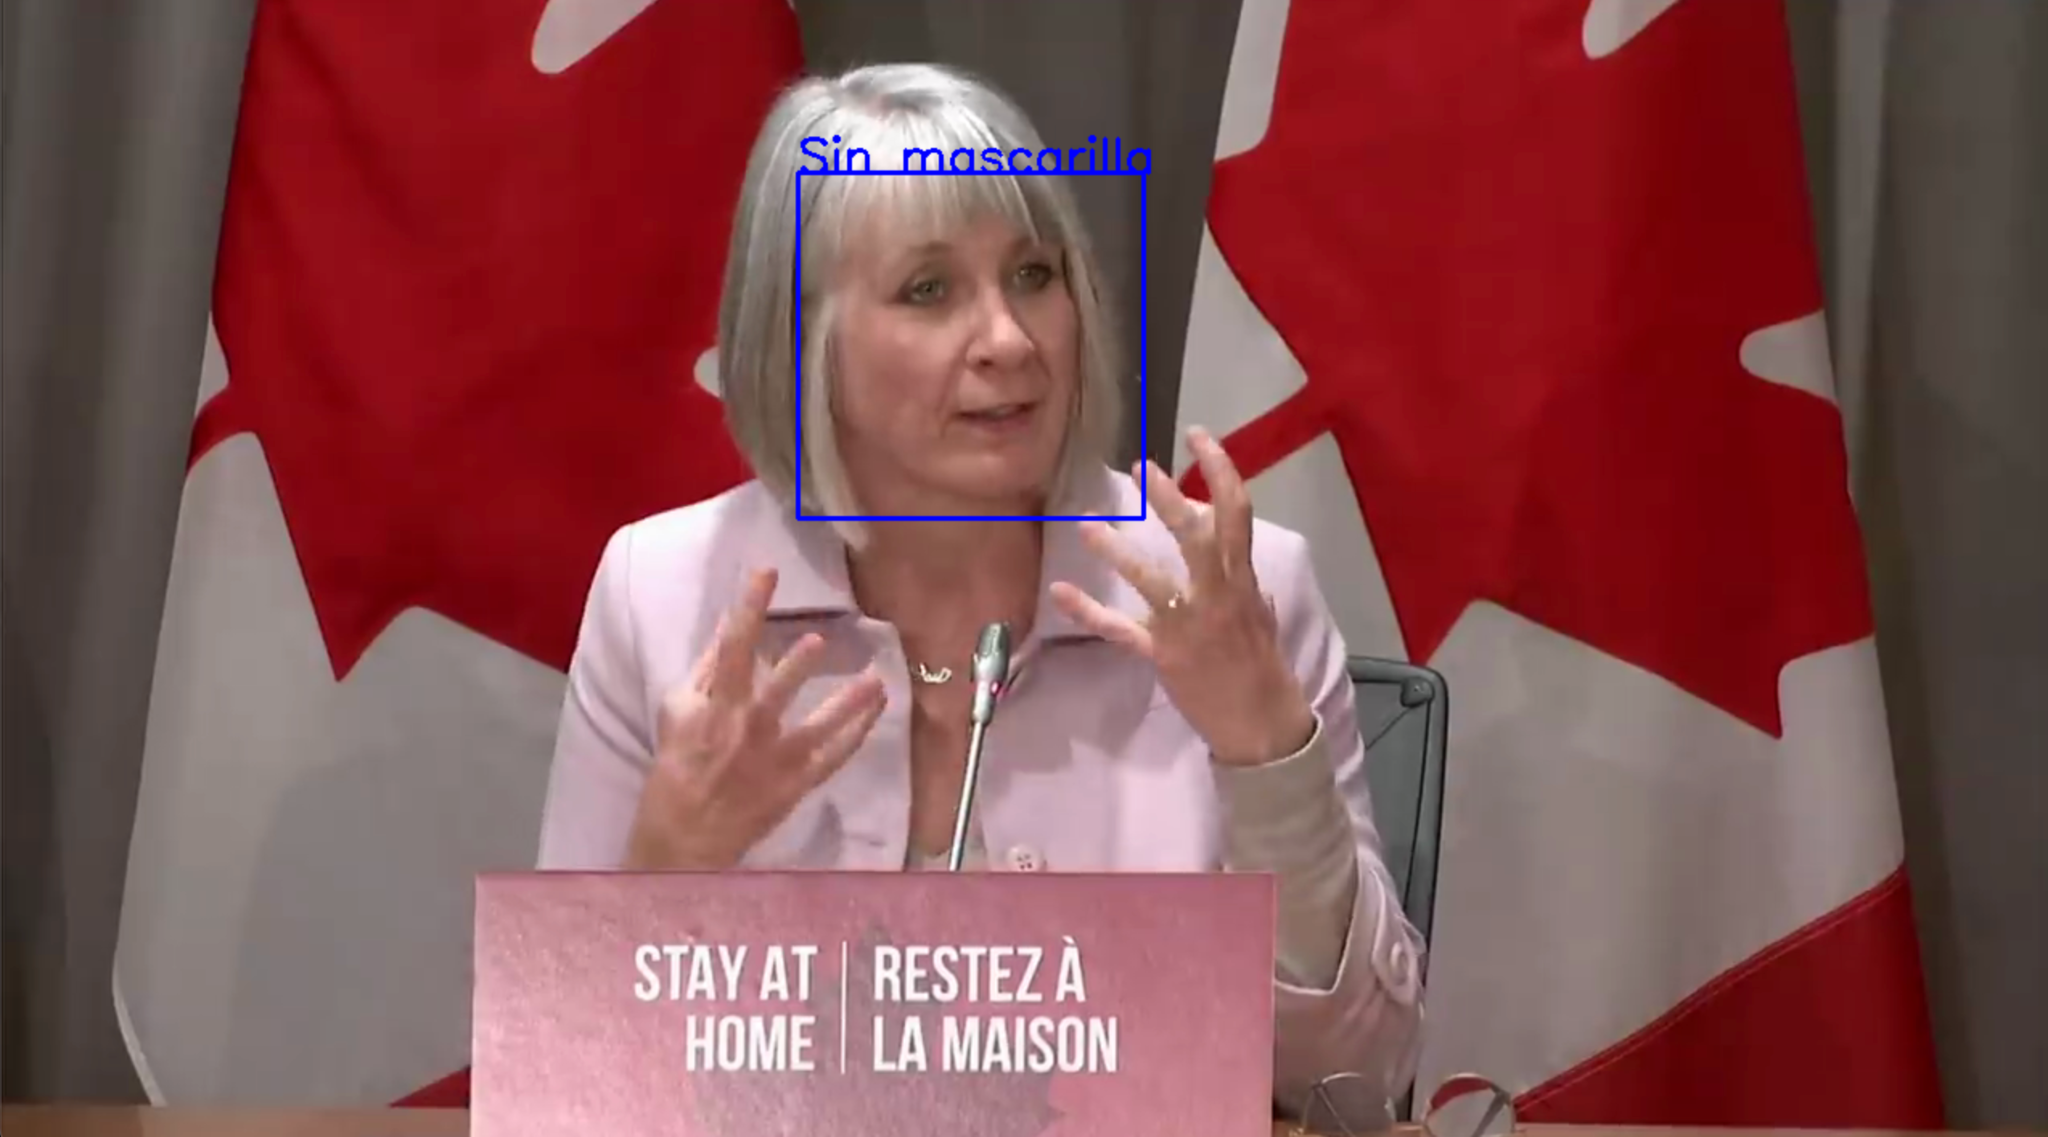 Sin mascarilla
STAY AT
HOME
RESTEZ À
LA MAISON